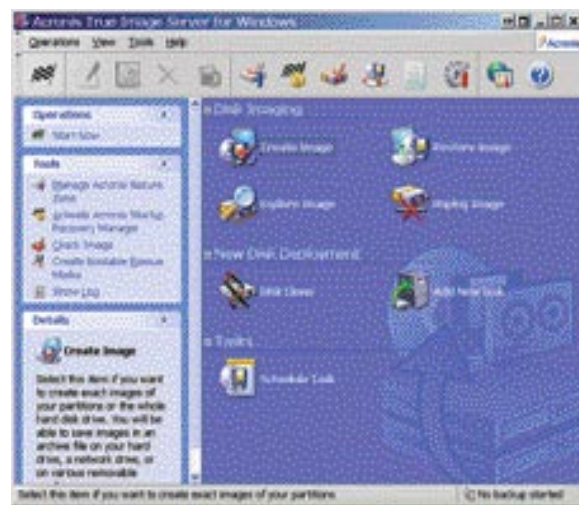 Acronis True Image Server for Windows
Operations View Tools Help
Acronis
Operations
Start Now
Tools
Manage Acronis Secure Zone
Activate Acronis Startup Recovery Manager
Check Image
Create Bootable Rescue Media
Show Log
Details
Create Image
Select this item if you want
to create exact images of
your partitions or the whole
hard disk drive. You will be
able to save images in an
archive file on your hard
drive, a network drive, or
on various removable
Disk Imaging
Create Image
Restore Image
Explore Image
Unplug Image
New Disk Deployment
Disk Clone
Add New Disk
Tasks
Schedule Task
Select this item if you want to create exact images of your partitions
No backup started